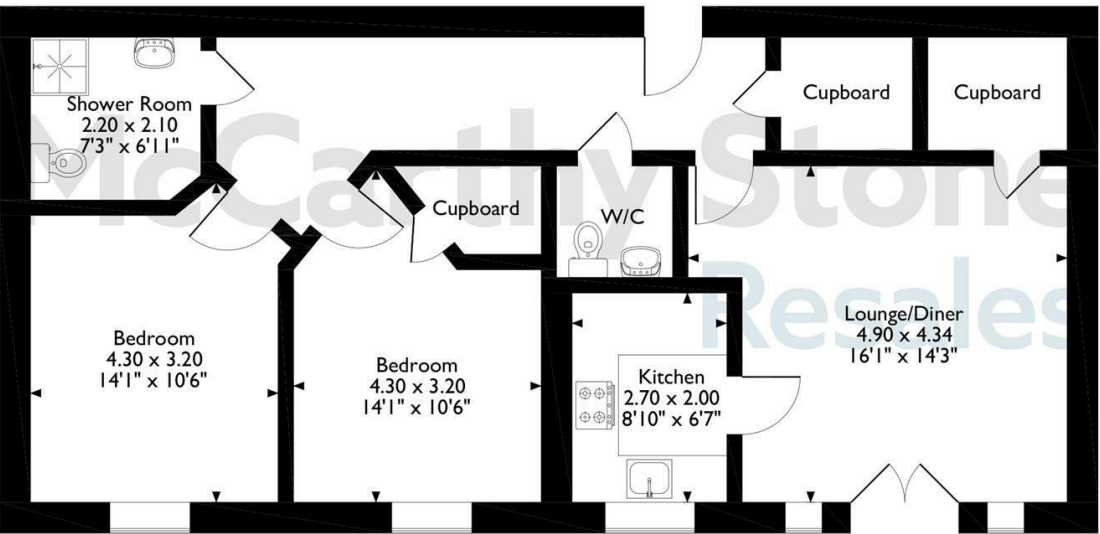 Shower Room
2.20 x 2.10
7'3" x 6'11"
Cupboard
Cupboard
McCarthy Stone
Resales
Cupboard
W/C
Bedroom
4.30 x 3.20
14'1" x 10'6"
Bedroom
4.30 x 3.20
14'1" x 10'6"
Kitchen
2.70 x 2.00
8'10" x 6'7"
Lounge/Diner
4.90 x 4.34
16'1" x 14'3"